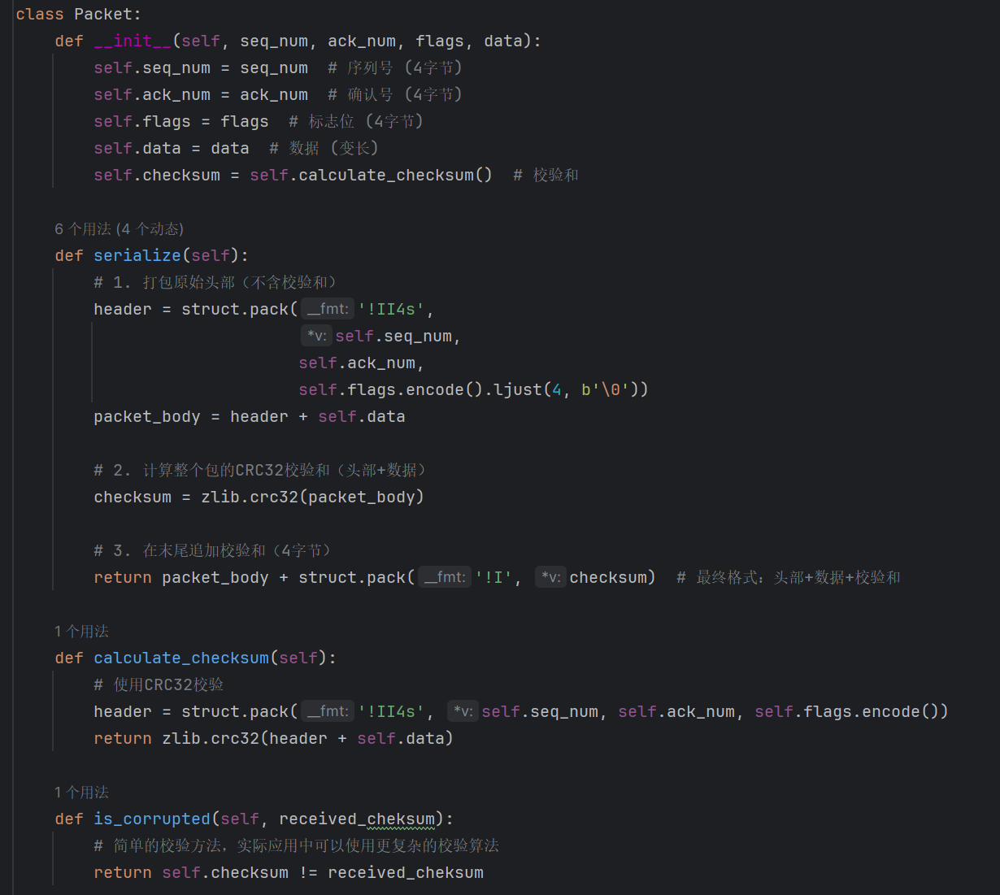 class Packet:
def __init__(self, seq_num, ack_num, flags, data):
self.seq_num = seq_num  # 序列号 (4字节)
self.ack_num = ack_num  # 确认号 (4字节)
self.flags = flags  # 标志位 (4字节)
self.data = data  # 数据 (变长)
self.checksum = self.calculate_checksum()  # 校验和
6 个用法 (4 个动态)
def serialize(self):
# 1. 打包原始头部（不含校验和）
header = struct.pack( __fmt: '!II4s',
*v: self.seq_num,
self.ack_num,
self.flags.encode().ljust(4, b'\0'))
packet_body = header + self.data
# 2. 计算整个包的CRC32校验和（头部+数据）
checksum = zlib.crc32(packet_body)
# 3. 在末尾追加校验和（4字节）
return packet_body + struct.pack( __fmt: '!I', *v: checksum)  # 最终格式: 头部+数据+校验和
1 个用法
def calculate_checksum(self):
# 使用CRC32校验
header = struct.pack( __fmt: '!II4s', *v: self.seq_num, self.ack_num, self.flags.encode())
return zlib.crc32(header + self.data)
1 个用法
def is_corrupted(self, received_cheksum):
# 简单的校验方法，实际应用中可以使用更复杂的校验算法
return self.checksum != received_cheksum